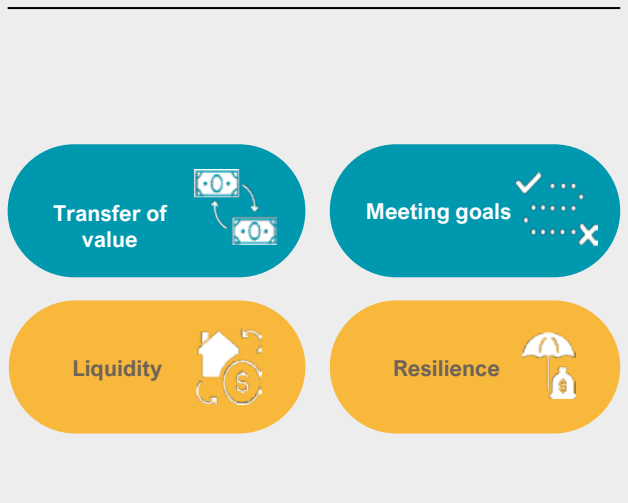 Transfer of
value
Meeting goals
Liquidity
Resilience